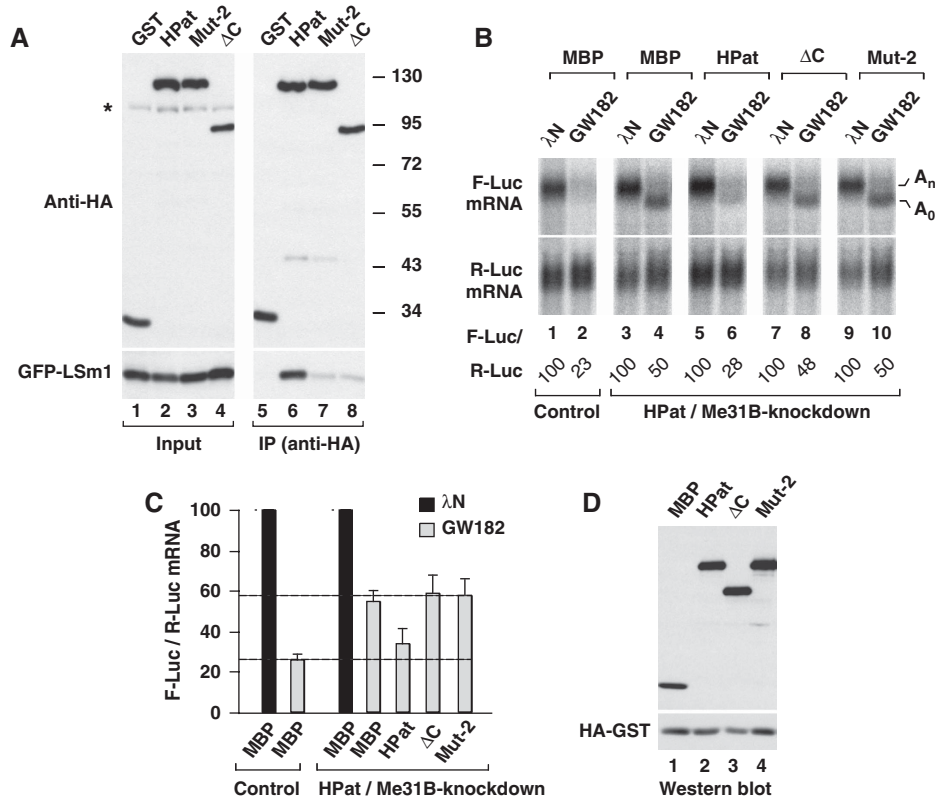 A
GST HPat Mut-2 ΔC GST HPat Mut-2 ΔC
*
Anti-HA
130
95
72
55
43
34
GFP-LSm1
1 2 3 4 5 6 7 8
Input IP (anti-HA)
B
MBP MBP HPat ΔC Mut-2
λN GW182 λN GW182 λN GW182 λN GW182 λN GW182
F-Luc mRNA
An
A0
R-Luc mRNA
F-Luc/ 1 2 3 4 5 6 7 8 9 10
R-Luc 100 23 100 50 100 28 100 48 100 50
Control HPat / Me31B-knockdown
C
λN
GW182
F-Luc / R-Luc mRNA
100
80
60
40
20
0
MBP MBP MBP MBP HPat ΔC Mut-2
Control HPat / Me31B-knockdown
D
MBP HPat ΔC Mut-2
HA-GST
1 2 3 4
Western blot